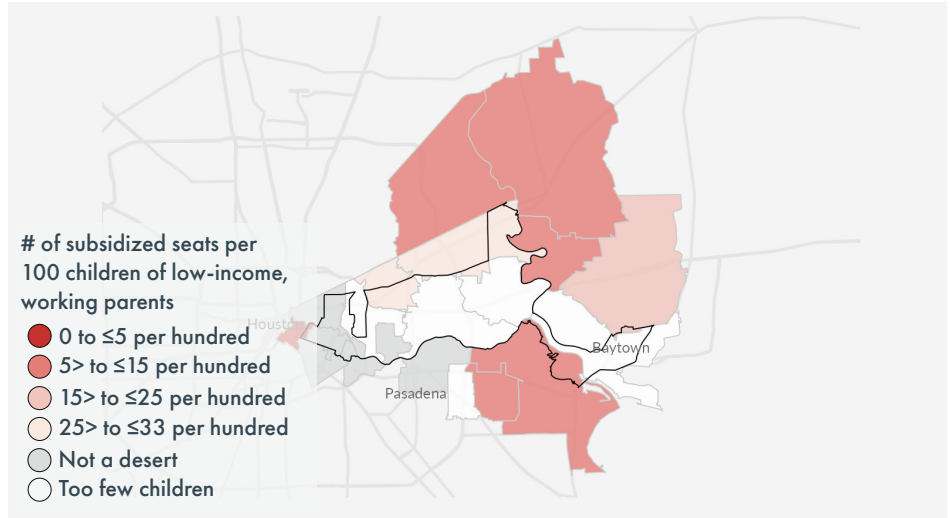 # of subsidized seats per
100 children of low-income,
working parents
0 to ≤5 per hundred
5> to ≤15 per hundred
15> to ≤25 per hundred
25> to ≤33 per hundred
Not a desert
Too few children
Houston
Baytown
Pasadena